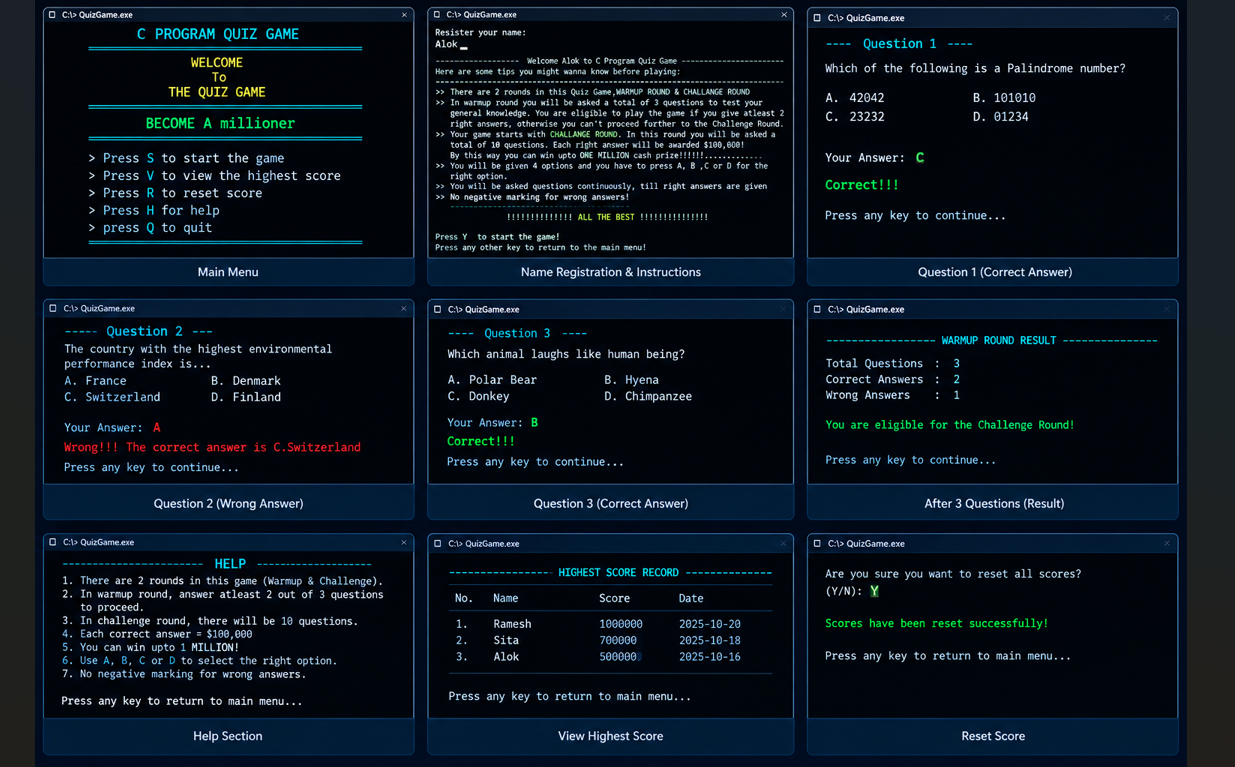 C:\> QuizGame.exe
C PROGRAM QUIZ GAME
WELCOME
To
THE QUIZ GAME
BECOME A millioner
> Press S to start the game
> Press V to view the highest score
> Press R to reset score
> Press H for help
> press Q to quit
Main Menu
C:\> QuizGame.exe
Resister your name:
Alok
------------------ Welcome Alok to C Program Quiz Game ----------------------
Here are some tips you might wanna know before playing:
>> There are 2 rounds in this Quiz Game,WARMUP ROUND & CHALLANGE ROUND
>> In warmup round you will be asked a total of 3 questions to test your
general knowledge. You are eligible to play the game if you give atleast 2
right answers, otherwise you can't proceed forther to the Challenge Round.
>> Your game starts with CHALLANGE ROUND. In this round you will be asked a
total of 10 questions. Each right answer will be awarded $100,000!
By this way you can win upto ONE MILLION cash prize!!!!!!.............
>> You will be given 4 options and you have to press A, B ,C or D for the
right option.
>> You will be asked questions continuously, till right answers are given
>> No negative marking for wrong answers!
!!!!!!!!!!!!!! ALL THE BEST !!!!!!!!!!!!!!!
Press Y to start the game!
Press any other key to return to the main menu!
Name Registration & Instructions
C:\> QuizGame.exe
---- Question 1 ----
Which of the following is a Palindrome number?
A. 42042 B. 101010
C. 23232 D. 01234
Your Answer: C
Correct!!!
Press any key to continue...
Question 1 (Correct Answer)
C:\> QuizGame.exe
----- Question 2 ---
The country with the highest environmental
performance index is...
A. France B. Denmark
C. Switzerland D. Finland
Your Answer: A
Wrong!!! The correct answer is C.Switzerland
Press any key to continue...
Question 2 (Wrong Answer)
C:\> QuizGame.exe
---- Question 3 ----
Which animal laughs like human being?
A. Polar Bear B. Hyena
C. Donkey D. Chimpanzee
Your Answer: B
Correct!!!
Press any key to continue...
Question 3 (Correct Answer)
C:\> QuizGame.exe
----------------- WARMUP ROUND RESULT ---------------
Total Questions : 3
Correct Answers : 2
Wrong Answers : 1
You are eligible for the Challenge Round!
Press any key to continue...
After 3 Questions (Result)
C:\> QuizGame.exe
---------------------- HELP ------------------
1. There are 2 rounds in this game (Warmup & Challenge).
2. In warmup round, answer atleast 2 out of 3 questions
to proceed.
3. In challenge round, there will be 10 questions.
4. Each correct answer = $100,000
5. You can win upto 1 MILLION!
6. Use A, B, C or D to select the right option.
7. No negative marking for wrong answers.
Press any key to return to main menu...
Help Section
C:\> QuizGame.exe
---------------- HIGHEST SCORE RECORD --------------
No. Name Score Date
1. Ramesh 1000000 2025-10-20
2. Sita 700000 2025-10-18
3. Alok 500000 2025-10-16
Press any key to return to main menu...
View Highest Score
C:\> QuizGame.exe
Are you sure you want to reset all scores?
(Y/N): Y
Scores have been reset successfully!
Press any key to return to main menu...
Reset Score